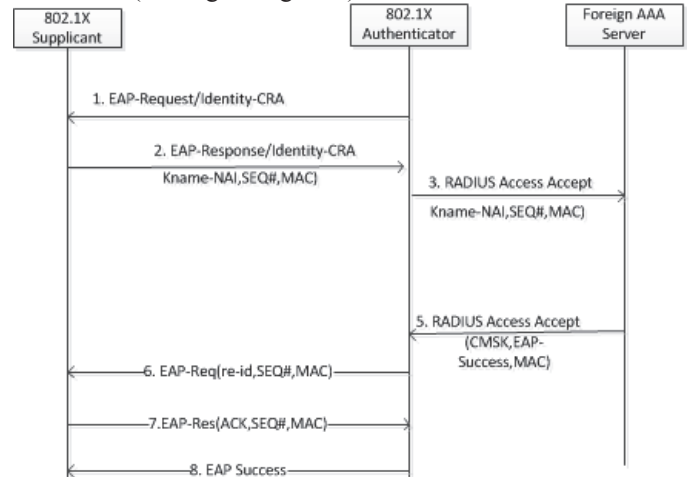 802.1X
Supplicant
802.1X
Authenticator
Foreign AAA
Server
1. EAP-Request/Identity-CRA
2. EAP-Response/Identity-CRA
Kname-NAI,SEQ#,MAC)
3. RADIUS Access Accept
Kname-NAI,SEQ#,MAC)
5. RADIUS Access Accept
(CMSK,EAP-
Success,MAC)
6. EAP-Req(re-id,SEQ#,MAC)
7.EAP-Res(ACK,SEQ#,MAC)
8. EAP Success